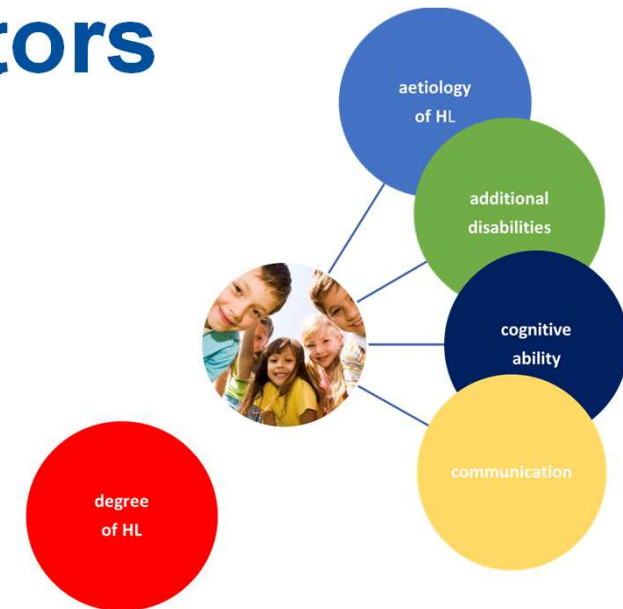 tors
aetiology
of HL
additional
disabilities
cognitive
ability
communication
degree
of HL